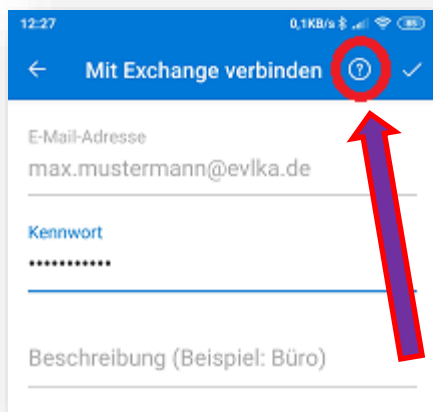 12:27 0,1KB/s 85
Mit Exchange verbinden ?
E-Mail-Adresse
max.mustermann@evlka.de
Kennwort
•••••••••••
Beschreibung (Beispiel: Büro)